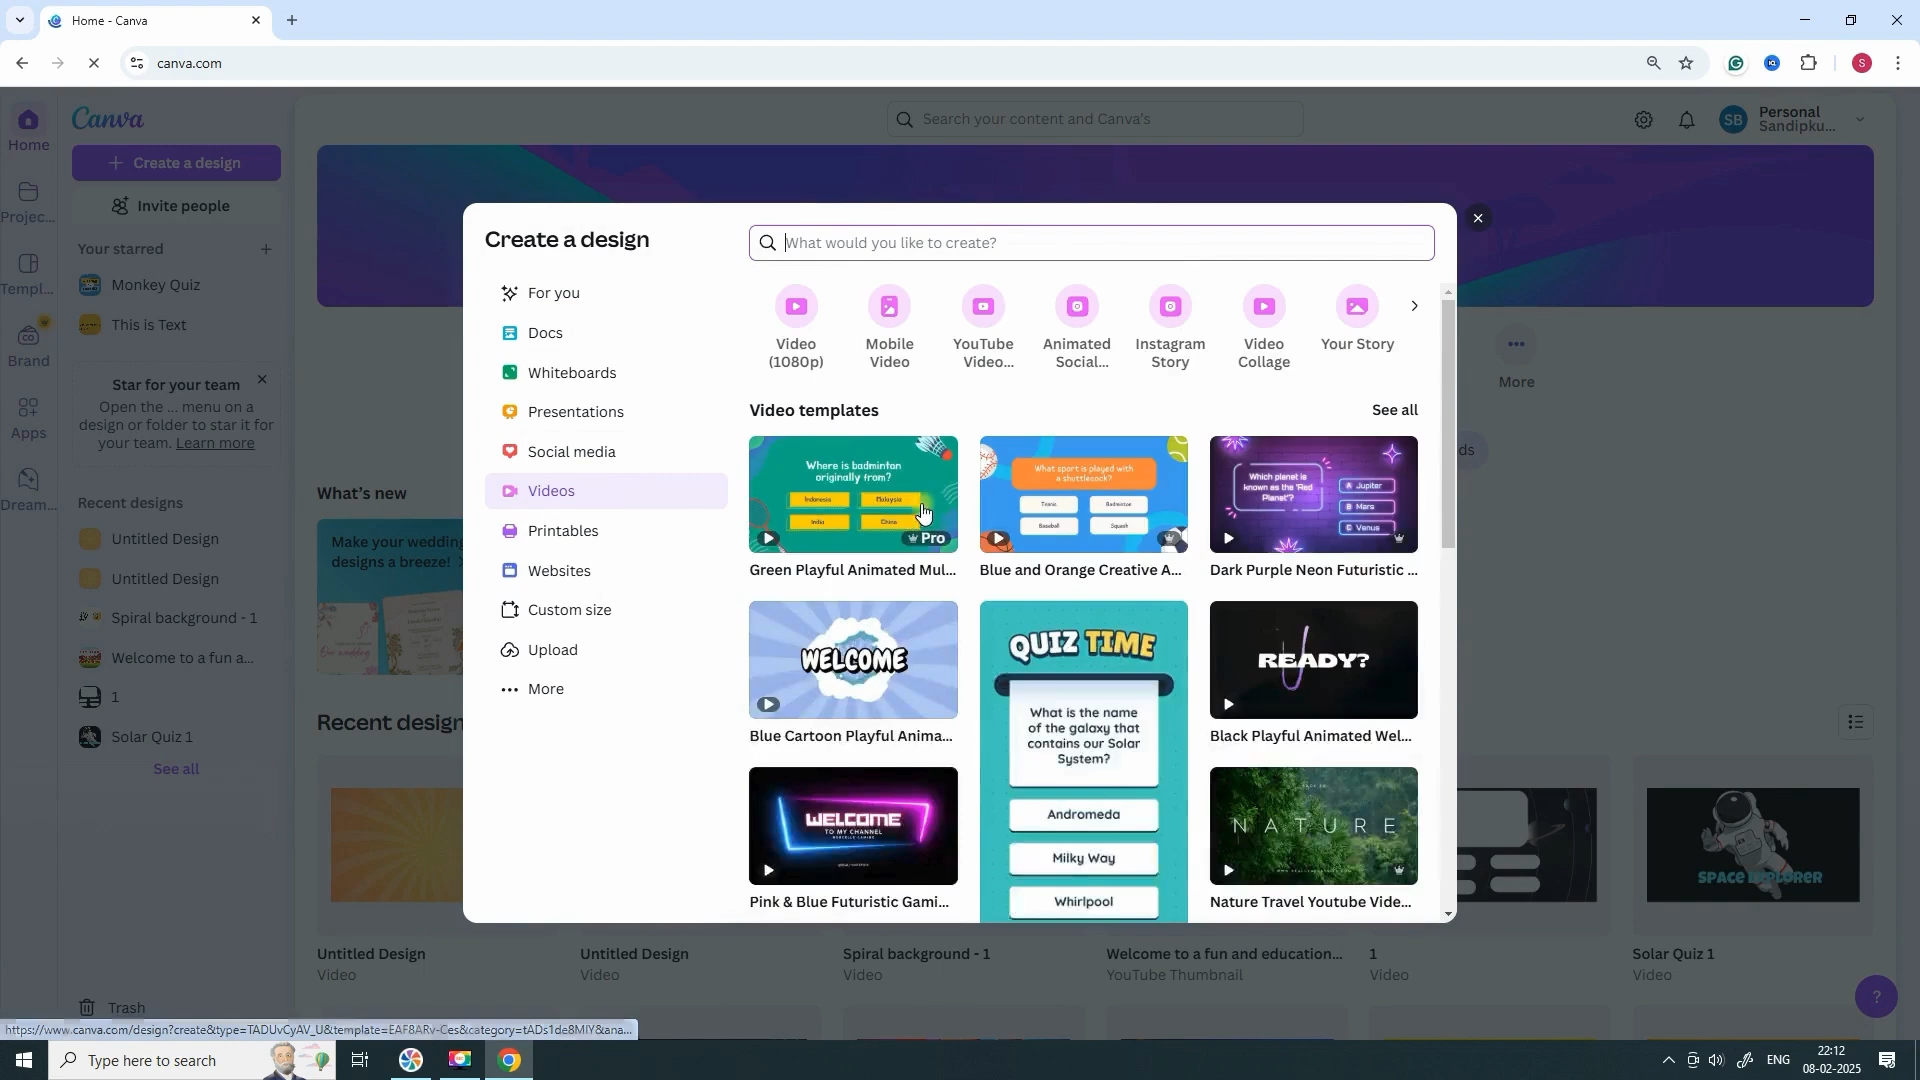 Home - Canva
canva.com
Canva
Search your content and Canva's
SB
Personal
Sandipku...
S
Home
Projec...
Templ...
Brand
Apps
Dream...
+ Create a design
Invite people
Your starred
Monkey Quiz
This is Text
Star for your team
Open the ... menu on a
design or folder to star it for
your team. Learn more
Recent designs
Untitled Design
Untitled Design
Spiral background - 1
Welcome to a fun a...
1
Solar Quiz 1
See all
Trash
Create a design
What would you like to create?
For you
Docs
Whiteboards
Presentations
Social media
Videos
Printables
Websites
Custom size
Upload
More
Video
(1080p)
Mobile
Video
YouTube
Video...
Animated
Social...
Instagram
Story
Video
Collage
Your Story
Video templates
See all
Where is badminton
originally from?
Indonesia
Malaysia
India
China
Pro
Green Playful Animated Mul...
What sport is played with
a shuttlecock?
Tennis
Badminton
Baseball
Squash
Blue and Orange Creative A...
Which planet is
known as the 'Red
Planet'?
A Jupiter
B Mars
C Venus
Dark Purple Neon Futuristic ...
WELCOME
Blue Cartoon Playful Anima...
QUIZ TIME
What is the name
of the galaxy that
contains our Solar
System?
Andromeda
Milky Way
Whirlpool
READY?
Black Playful Animated Wel...
WELCOME
TO MY CHANNEL
Pink & Blue Futuristic Gami...
NATURE
Nature Travel Youtube Vide...
More
ds
What's new
Make your wedding
designs a breeze!
Our wedding
Recent design
SPACE EXPLORER
Untitled Design
Video
Untitled Design
Video
Spiral background - 1
Video
Welcome to a fun and education...
YouTube Thumbnail
1
Video
Solar Quiz 1
Video
?
https://www.canva.com/design?create&type=TADUvCyAV_U&template=EAF8ARv-Ces&category=tADs1de8MIY&ana...
Type here to search
ENG
22:12
08-02-2025